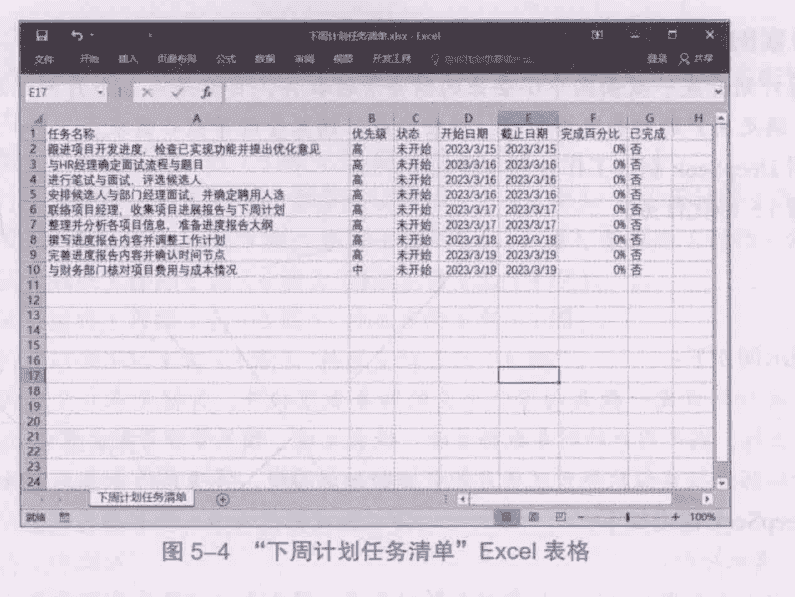 下周计划任务清单.xlsx - Excel
文件 开始 插入 页面布局 公式 数据 审阅 视图 开发工具 登录 共享
E17 fx
A B C D E F G H
1 任务名称 优先级 状态 开始日期 截止日期 完成百分比 已完成
2 跟进项目开发进度，检查已实现功能并提出优化意见 高 未开始 2023/3/15 2023/3/15 0% 否
3 与HR经理确定面试流程与题目 高 未开始 2023/3/16 2023/3/16 0% 否
4 进行笔试与面试，评选候选人 高 未开始 2023/3/16 2023/3/16 0% 否
5 安排候选人与部门经理面试，并确定聘用人选 高 未开始 2023/3/16 2023/3/16 0% 否
6 联络项目经理，收集项目进展报告与下周计划 高 未开始 2023/3/17 2023/3/17 0% 否
7 整理并分析各项目信息，准备进度报告大纲 高 未开始 2023/3/17 2023/3/17 0% 否
8 撰写进度报告内容并调整工作计划 高 未开始 2023/3/18 2023/3/18 0% 否
9 完善进度报告内容并确认时间节点 高 未开始 2023/3/19 2023/3/19 0% 否
10 与财务部门核对项目费用与成本情况 中 未开始 2023/3/19 2023/3/19 0% 否
11
12
13
14
15
16
17
18
19
20
21
22
23
24
下周计划任务清单
就绪 100%
图 5–4 “下周计划任务清单”Excel 表格